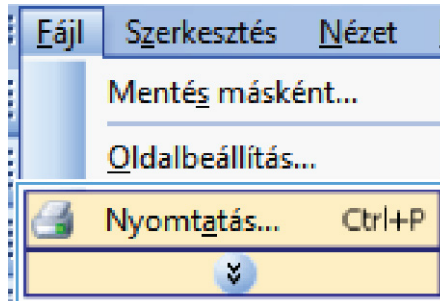 Fájl Szerkesztés Nézet
Mentés másként...
Oldalbeállítás...
Nyomtatás... Ctrl+P